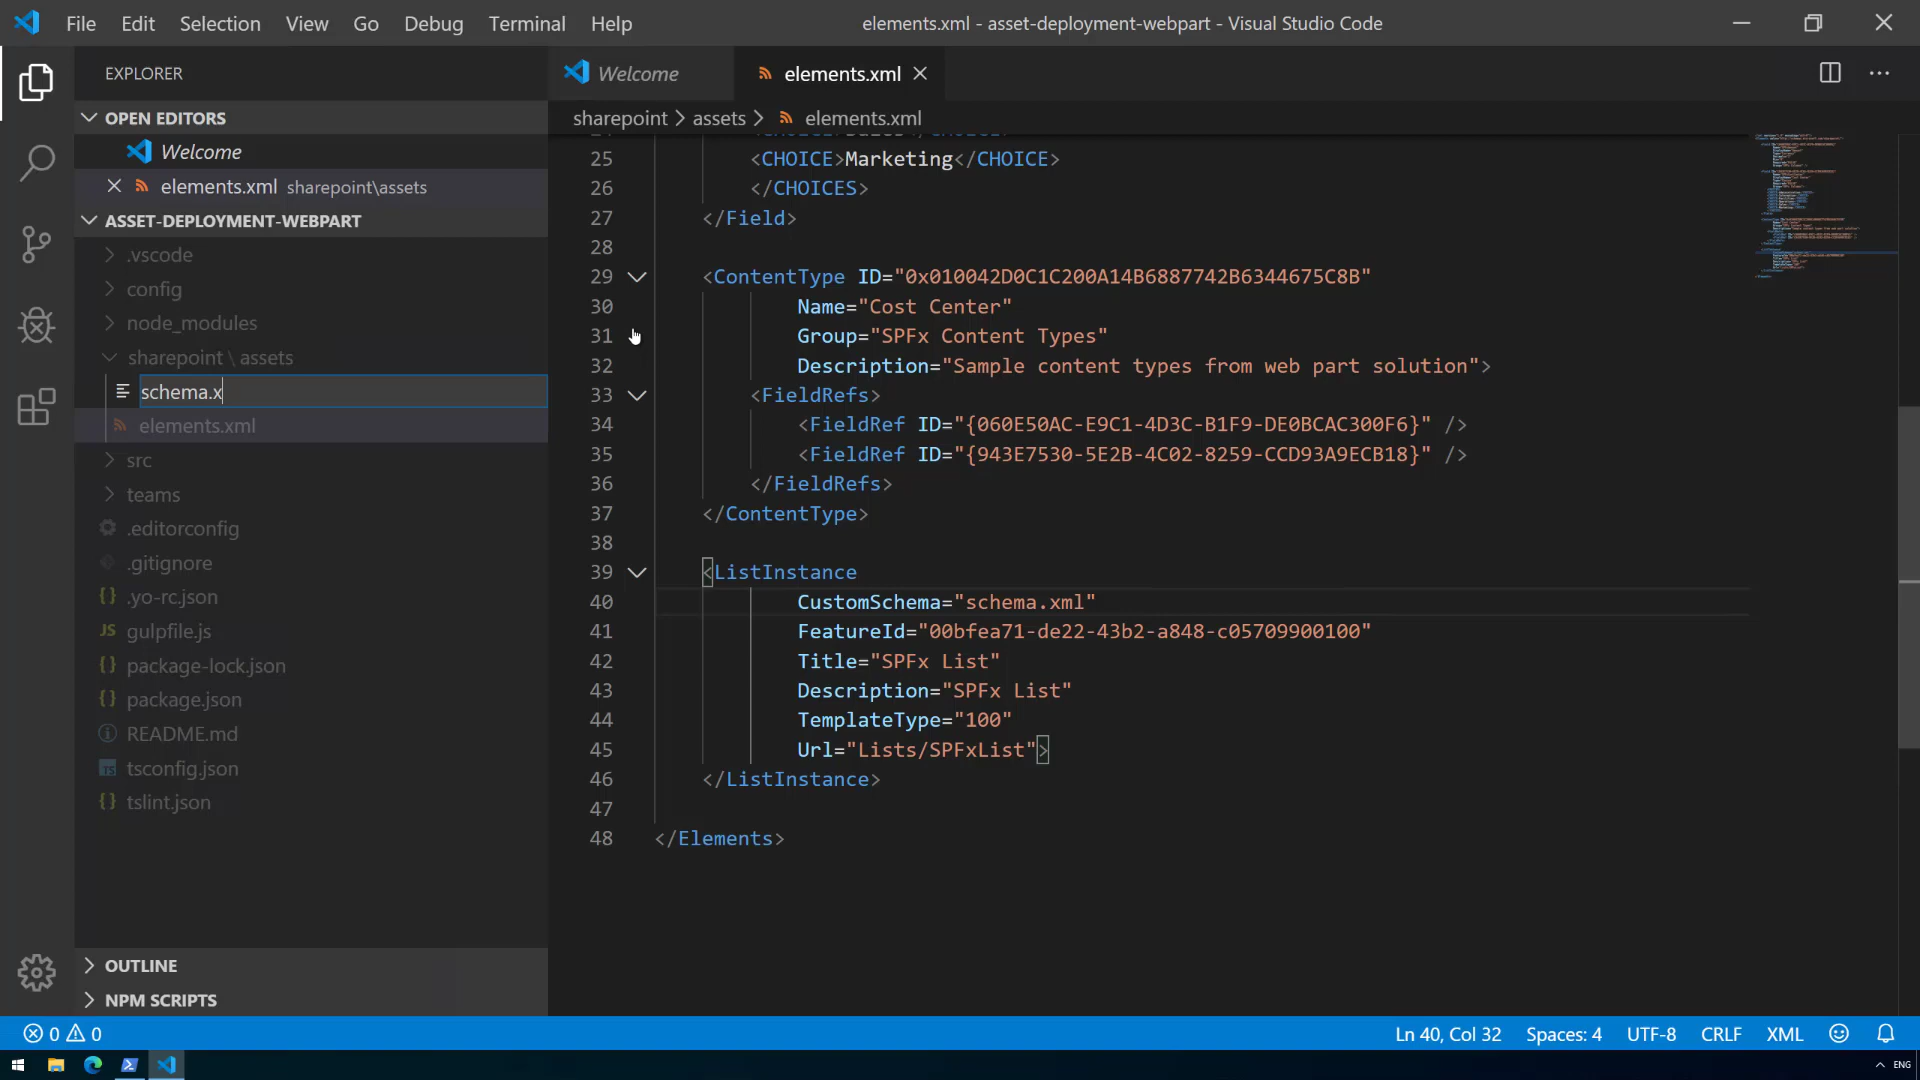 File Edit Selection View Go Debug Terminal Help
elements.xml - asset-deployment-webpart - Visual Studio Code
EXPLORER
OPEN EDITORS
Welcome
elements.xml sharepoint\assets
ASSET-DEPLOYMENT-WEBPART
.vscode
config
node_modules
sharepoint \ assets
schema.x
elements.xml
src
teams
.editorconfig
.gitignore
{} .yo-rc.json
JS gulpfile.js
{} package-lock.json
{} package.json
README.md
TS tsconfig.json
{} tslint.json
OUTLINE
NPM SCRIPTS
Welcome
elements.xml
sharepoint > assets > elements.xml
25 <CHOICE>Marketing</CHOICE>
26 </CHOICES>
27 </Field>
28
29 <ContentType ID="0x010042D0C1C200A14B6887742B6344675C8B"
30 Name="Cost Center"
31 Group="SPFx Content Types"
32 Description="Sample content types from web part solution">
33 <FieldRefs>
34 <FieldRef ID="{060E50AC-E9C1-4D3C-B1F9-DE0BCAC300F6}" />
35 <FieldRef ID="{943E7530-5E2B-4C02-8259-CCD93A9ECB18}" />
36 </FieldRefs>
37 </ContentType>
38
39 <ListInstance
40 CustomSchema="schema.xml"
41 FeatureId="00bfea71-de22-43b2-a848-c05709900100"
42 Title="SPFx List"
43 Description="SPFx List"
44 TemplateType="100"
45 Url="Lists/SPFxList">
46 </ListInstance>
47
48 </Elements>
0 0
Ln 40, Col 32 Spaces: 4 UTF-8 CRLF XML
ENG